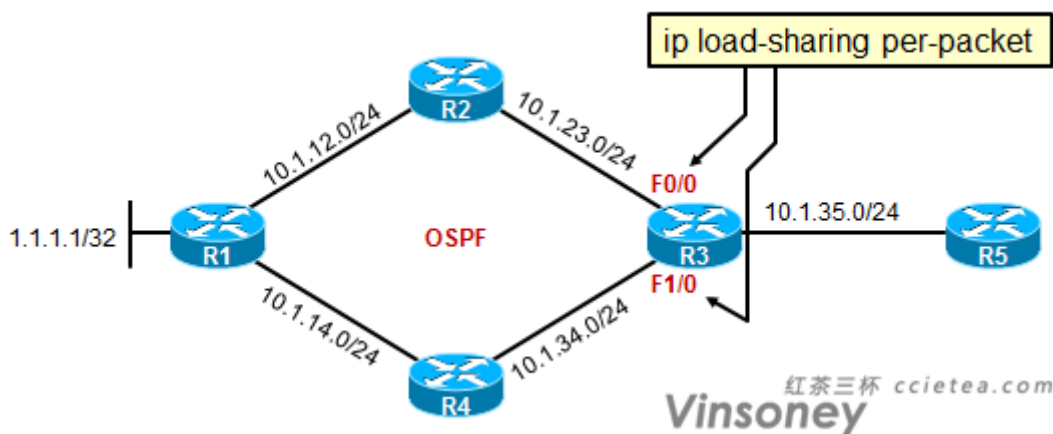 ip load-sharing per-packet
R2
10.1.12.0/24
10.1.23.0/24
F0/0
1.1.1.1/32
R1
OSPF
R3
10.1.35.0/24
R5
F1/0
10.1.14.0/24
10.1.34.0/24
R4
红茶三杯 ccietea.com
Vinsoney